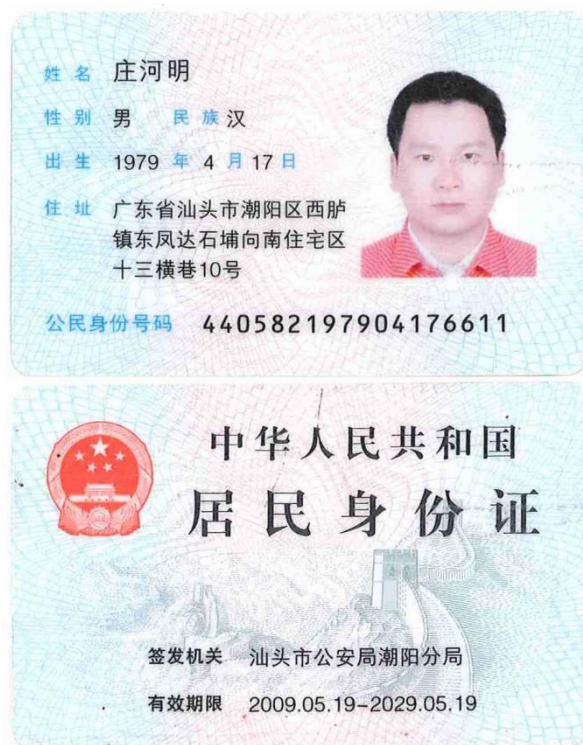 姓名 庄河明
性别 男 民族 汉
出生 1979 年 4 月 17 日
住址 广东省汕头市潮阳区西胪
镇东凤达石埔向南住宅区
十三横巷10号
公民身份号码 440582197904176611
中华人民共和国
居民身份证
签发机关 汕头市公安局潮阳分局
有效期限 2009.05.19-2029.05.19